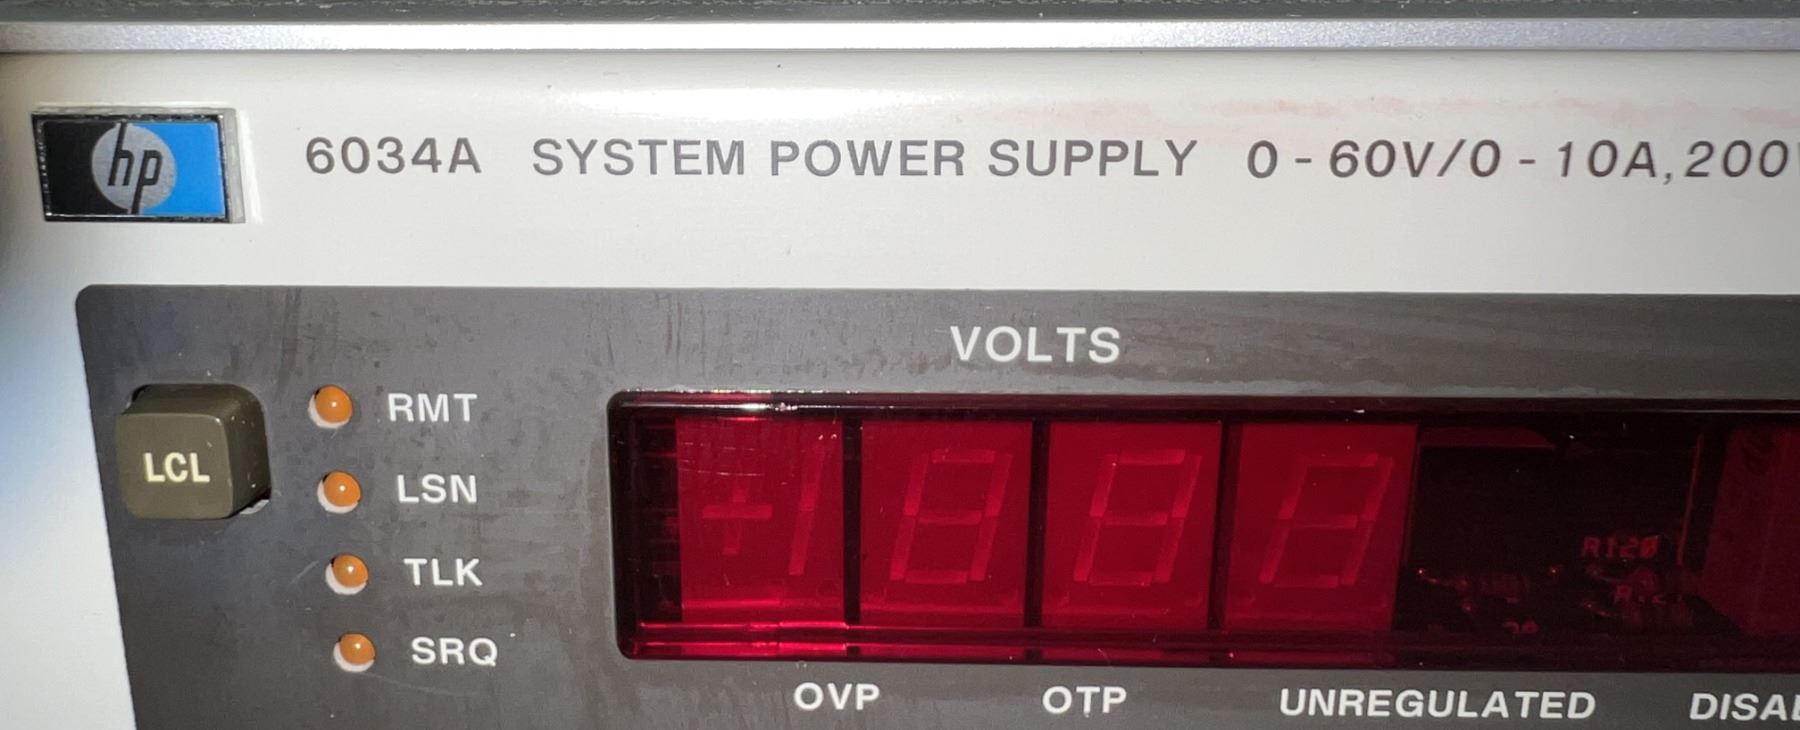 hp 6034A SYSTEM POWER SUPPLY 0-60V/0-10A, 200
VOLTS
RMT
LCL
LSN
TLK
SRQ
R120
OVP OTP UNREGULATED